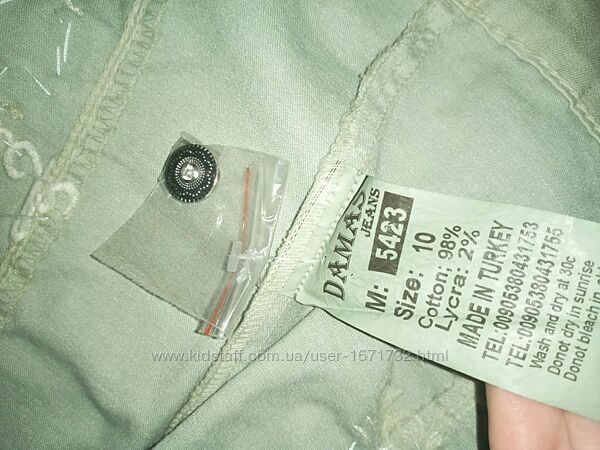 DAMAS
JEANS
M: 5423
Size: 10
Cotton: 98%
Lycra: 2%
MADE IN TURKEY
TEL:00905380431753
TEL:00905380431755
Wash and dry at 30c
Donot dry in sunrise
Donot bleach in
www.kidstaff.com.ua/user-1671732.html